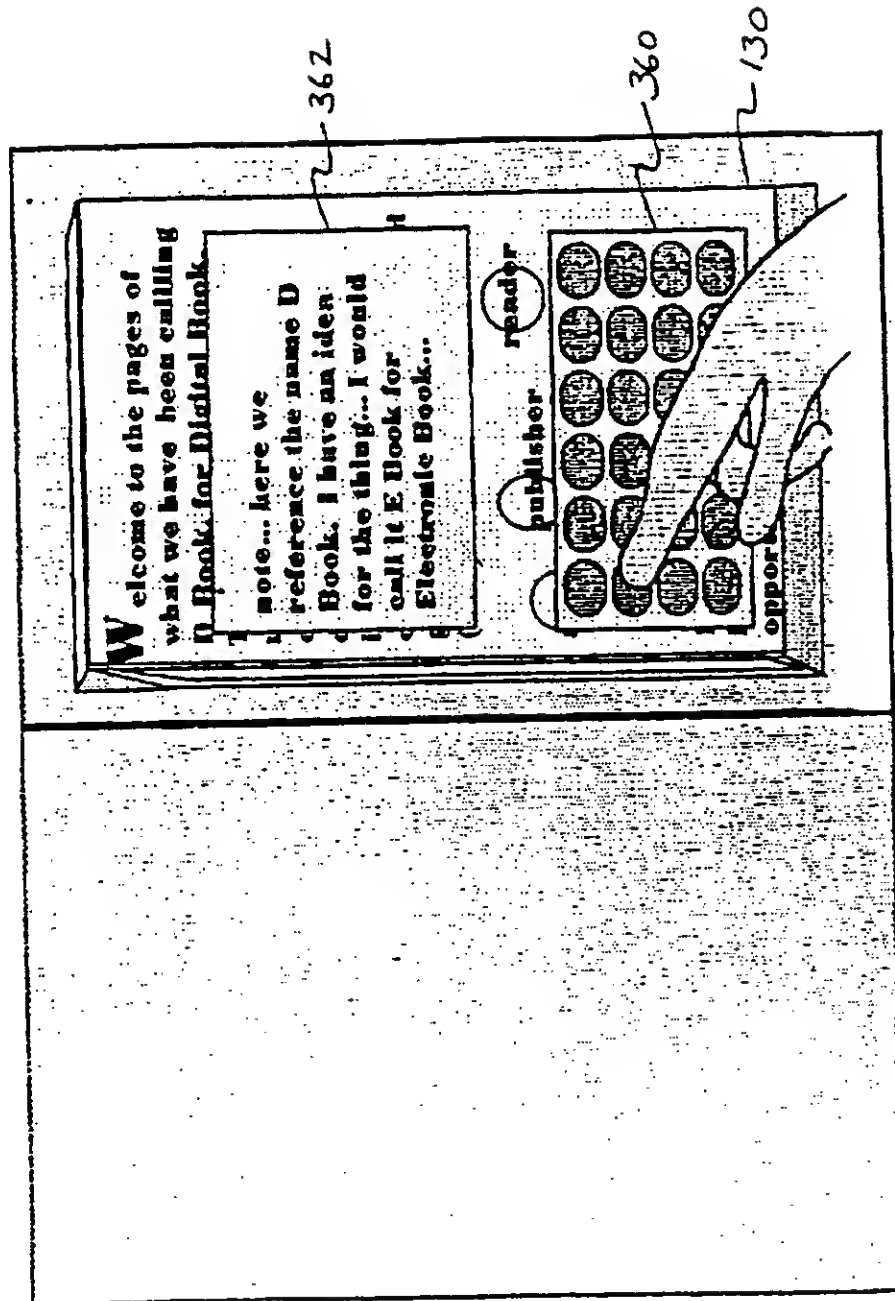 Welcome to the pages of
what we have been callling
D Book, for Digital Book.
note... here we
reference the name D
Book. I have an idea
for the thing... I would
call it E Book for
Electronic Book...
publisher
reader
oppor
362
360
130